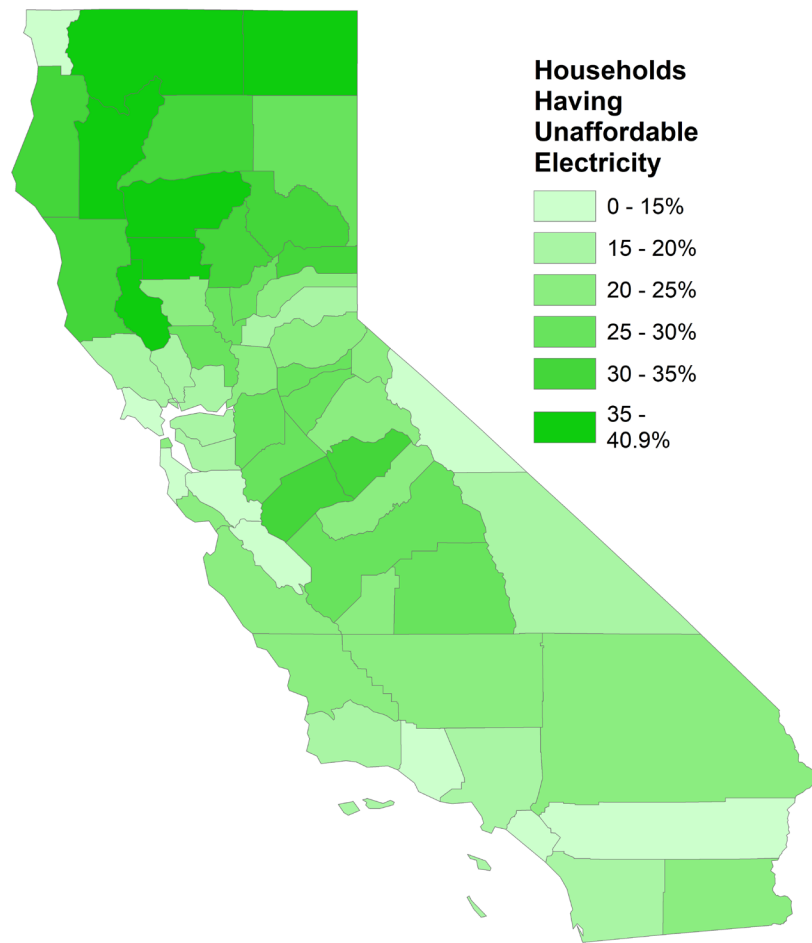 Households
Having
Unaffordable
Electricity
0 - 15%
15 - 20%
20 - 25%
25 - 30%
30 - 35%
35 -
40.9%